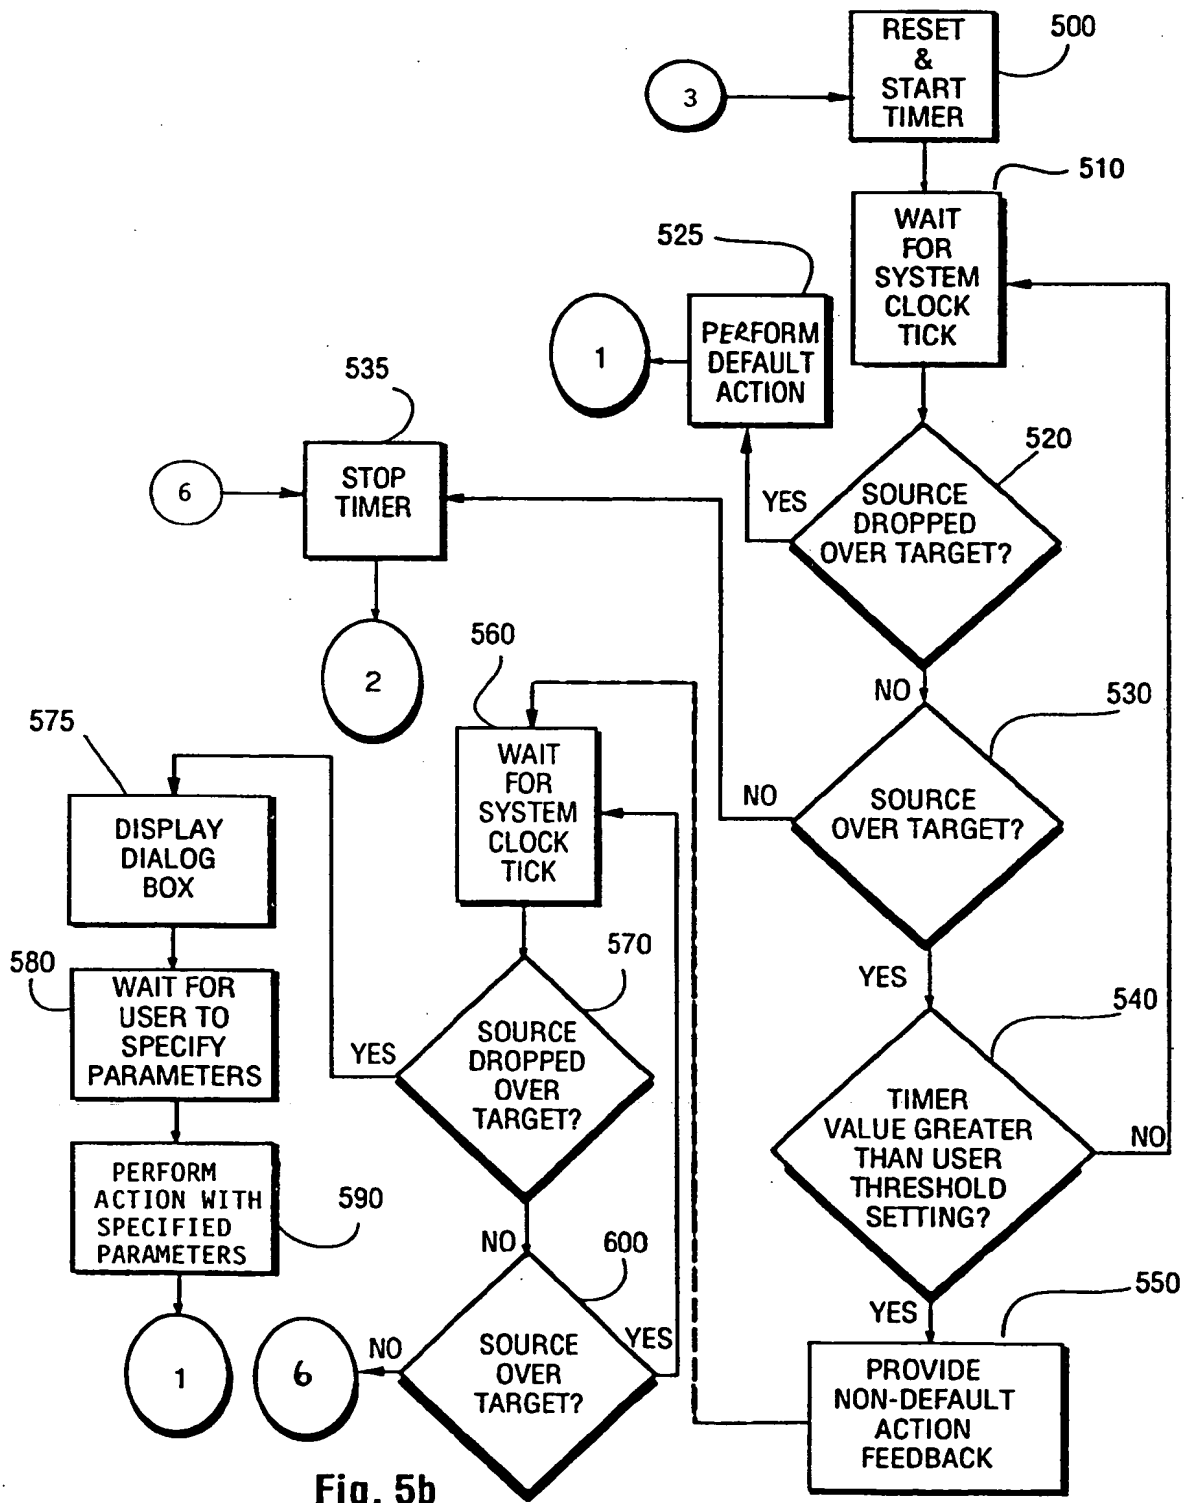 RESET
&
START
TIMER
500
3
510
WAIT
FOR
SYSTEM
CLOCK
TICK
525
PERFORM
DEFAULT
ACTION
1
535
STOP
TIMER
6
2
520
YES
SOURCE
DROPPED
OVER TARGET?
NO
530
NO
SOURCE
OVER TARGET?
YES
540
TIMER
VALUE GREATER
THAN USER
THRESHOLD
SETTING?
NO
YES
550
PROVIDE
NON-DEFAULT
ACTION
FEEDBACK
560
WAIT
FOR
SYSTEM
CLOCK
TICK
570
YES
SOURCE
DROPPED
OVER
TARGET?
NO
600
YES
NO
SOURCE
OVER
TARGET?
6
575
DISPLAY
DIALOG
BOX
580
WAIT FOR
USER TO
SPECIFY
PARAMETERS
PERFORM
ACTION WITH
SPECIFIED
PARAMETERS
590
1
Fig. 5b